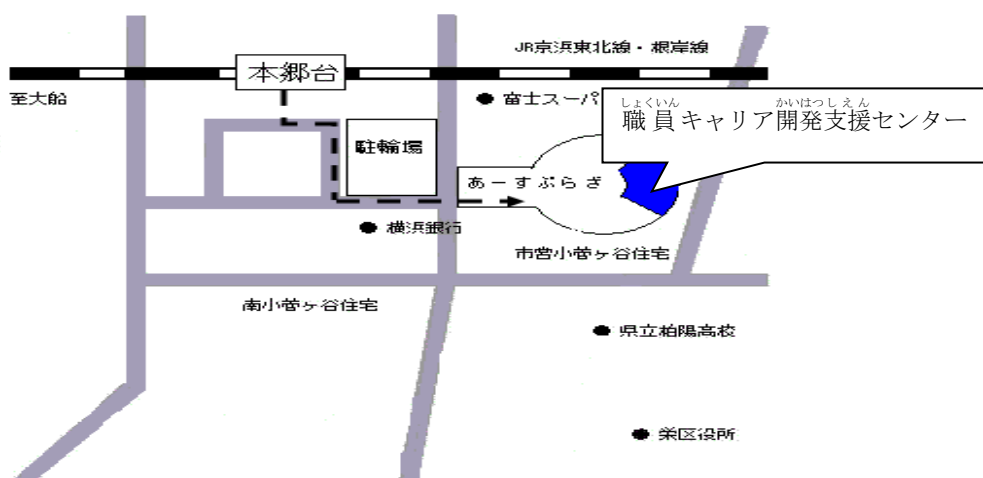 JR京浜東北線・根岸線
本郷台
至大船
富士スーパ
しょくいん かいはつしえん
職員キャリア開発支援センター
駐輪場
あーすぷらざ
横浜銀行
市営小菅ヶ谷住宅
南小菅ヶ谷住宅
県立柏陽高校
栄区役所